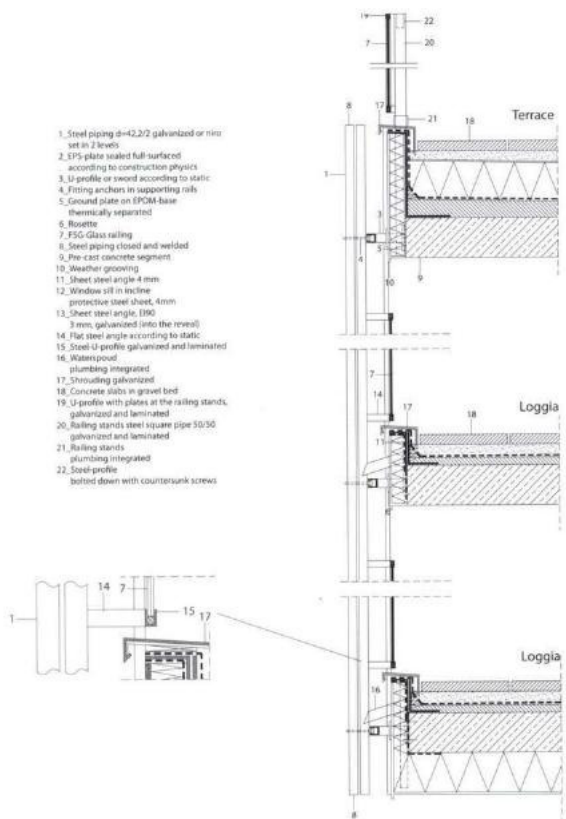 19
22
7
20
8
17
21
18
Terrace
1_Steel piping d=42,2/2 galvanized or niro
set in 2 levels
2_EPS-plate sealed full-surfaced
according to construction physics
3_U-profile or sword according to static
4_Fitting anchors in supporting rails
5_Ground plate on EPDM-base
thermically separated
6_Rosette
7_FSG-Glass railing
8_Steel piping closed and welded
9_Pre-cast concrete segment
10_Weather grooving
11_Sheet steel angle 4 mm
12_Window sill in incline
protective steel sheet, 4mm
13_Sheet steel angle, EI90
3 mm, galvanized (into the reveal)
14_Flat steel angle according to static
15_Steel-U-profile galvanized and laminated
16_Waterspoud
plumbing integrated
17_Shrouding galvanized
18_Concrete slabs in gravel bed
19_U-profile with plates at the railing stands,
galvanized and laminated
20_Railing stands steel square pipe 50/50
galvanized and laminated
21_Railing stands
plumbing integrated
22_Steel-profile
bolted down with countersunk screws
1
3
4
5
10
9
7
14
17
18
Loggia
11
14
7
15
17
1
Loggia
16
8